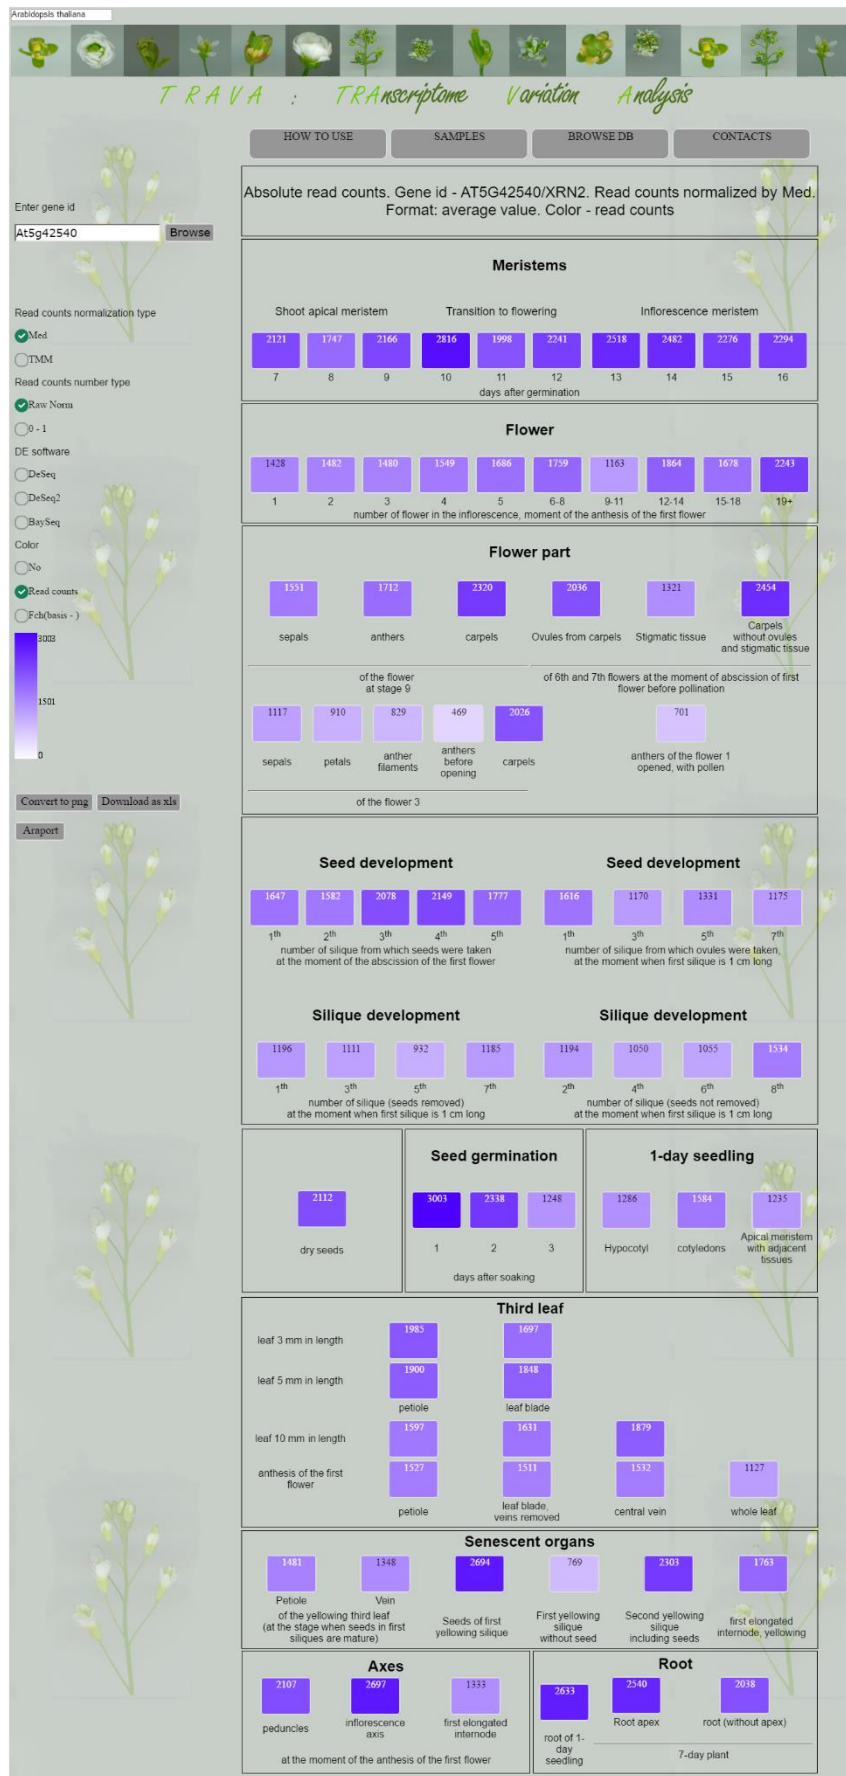 Arabidopsis thaliana
TRAVA : TRAnscriptome Variation Analysis
HOW TO USE SAMPLES BROWSE DB CONTACTS
Absolute read counts. Gene id - AT5G42540/XRN2. Read counts normalized by Med.
Format: average value. Color - read counts
Enter gene id
At5g42540 Browse
Read counts normalization type
Med
TMM
Read counts number type
Raw Norm
0 - 1
DE software
DeSeq
DeSeq2
BaySeq
Color
No
Read counts
Fch(basis - )
3003
1501
0
Convert to png Download as xls
Araport
Meristems
Shoot apical meristem Transition to flowering Inflorescence meristem
2121 1747 2166 2816 1998 2241 2518 2482 2276 2294
7 8 9 10 11 12 13 14 15 16
days after germination
Flower
1428 1482 1480 1549 1686 1759 1163 1864 1678 2243
1 2 3 4 5 6-8 9-11 12-14 15-18 19+
number of flower in the inflorescence, moment of the anthesis of the first flower
Flower part
1551 1712 2320 2036 1321 2454
sepals anthers carpels Ovules from carpels Stigmatic tissue Carpels
without ovules
and stigmatic tissue
of the flower
at stage 9
of 6th and 7th flowers at the moment of abscission of first
flower before pollination
1117 910 829 469 2026 701
sepals petals anther
filaments
anthers
before
opening
carpels
anthers of the flower 1
opened, with pollen
of the flower 3
Seed development Seed development
1647 1582 2078 2149 1777 1616 1170 1331 1175
1th 2th 3th 4th 5th 1th 3th 5th 7th
number of silique from which seeds were taken
at the moment of the abscission of the first flower
number of silique from which ovules were taken,
at the moment when first silique is 1 cm long
Silique development Silique development
1196 1111 932 1185 1194 1050 1055 1534
1th 3th 5th 7th 2th 4th 6th 8th
number of silique (seeds removed)
at the moment when first silique is 1 cm long
number of silique (seeds not removed)
at the moment when first silique is 1 cm long
2112
dry seeds
Seed germination
3003 2338 1248
1 2 3
days after soaking
1-day seedling
1286 1584 1235
Hypocotyl cotyledons Apical meristem
with adjacent
tissues
Third leaf
1985 1697
leaf 3 mm in length
1900 1848
leaf 5 mm in length
petiole leaf blade
1597 1631 1879
leaf 10 mm in length
1527 1511 1532 1127
anthesis of the first
flower
petiole leaf blade,
veins removed
central vein whole leaf
Senescent organs
1481 1348 2694 769 2303 1763
Petiole Vein
of the yellowing third leaf
(at the stage when seeds in first
siliques are mature)
Seeds of first
yellowing silique
First yellowing
silique
without seed
Second yellowing
silique
including seeds
first elongated
internode, yellowing
Axes
2107 2697 1333
peduncles inflorescence
axis
first elongated
internode
at the moment of the anthesis of the first flower
Root
2633 2540 2038
root of 1-
day
seedling
Root apex root (without apex)
7-day plant